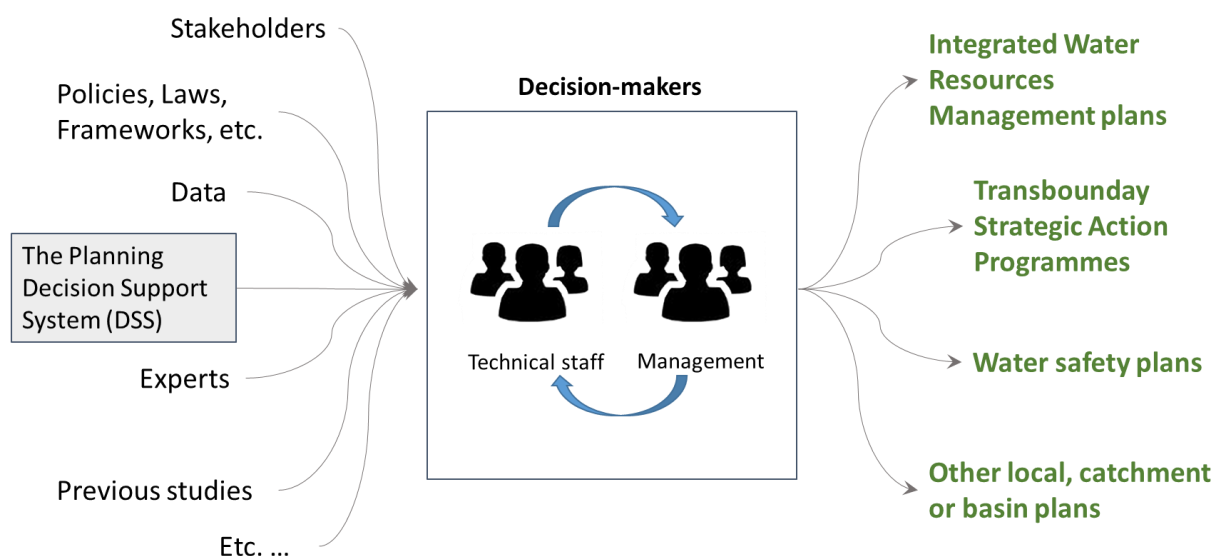 Stakeholders
Policies, Laws,
Frameworks, etc.
Data
The Planning
Decision Support
System (DSS)
Experts
Previous studies
Etc. ...
Decision-makers
Technical staff
Management
Integrated Water
Resources
Management plans
Transbounday
Strategic Action
Programmes
Water safety plans
Other local, catchment
or basin plans